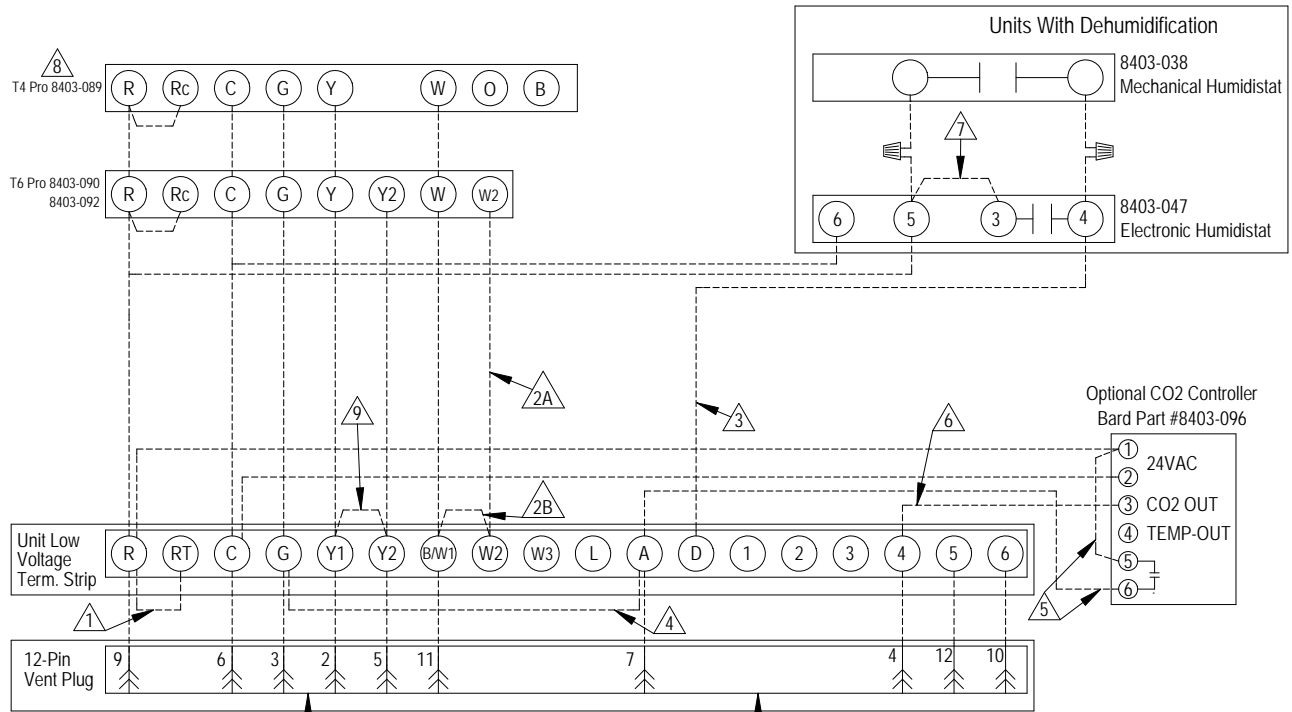 Units With Dehumidification
8
T4 Pro 8403-089
R Rc C G Y W O B
8403-038
Mechanical Humidistat
7
T6 Pro 8403-090
8403-092
R Rc C G Y Y2 W W2
6 5 3 4
8403-047
Electronic Humidistat
2A
9
3
6
Optional CO2 Controller
Bard Part #8403-096
1
24VAC
2
3 CO2 OUT
4 TEMP-OUT
5
6
2B
5
Unit Low
Voltage
Term. Strip
R RT C G Y1 Y2 B/W1 W2 W3 L A D 1 2 3 4 5 6
1
4
12-Pin
Vent Plug
9 6 3 2 5 11 7 4 12 10